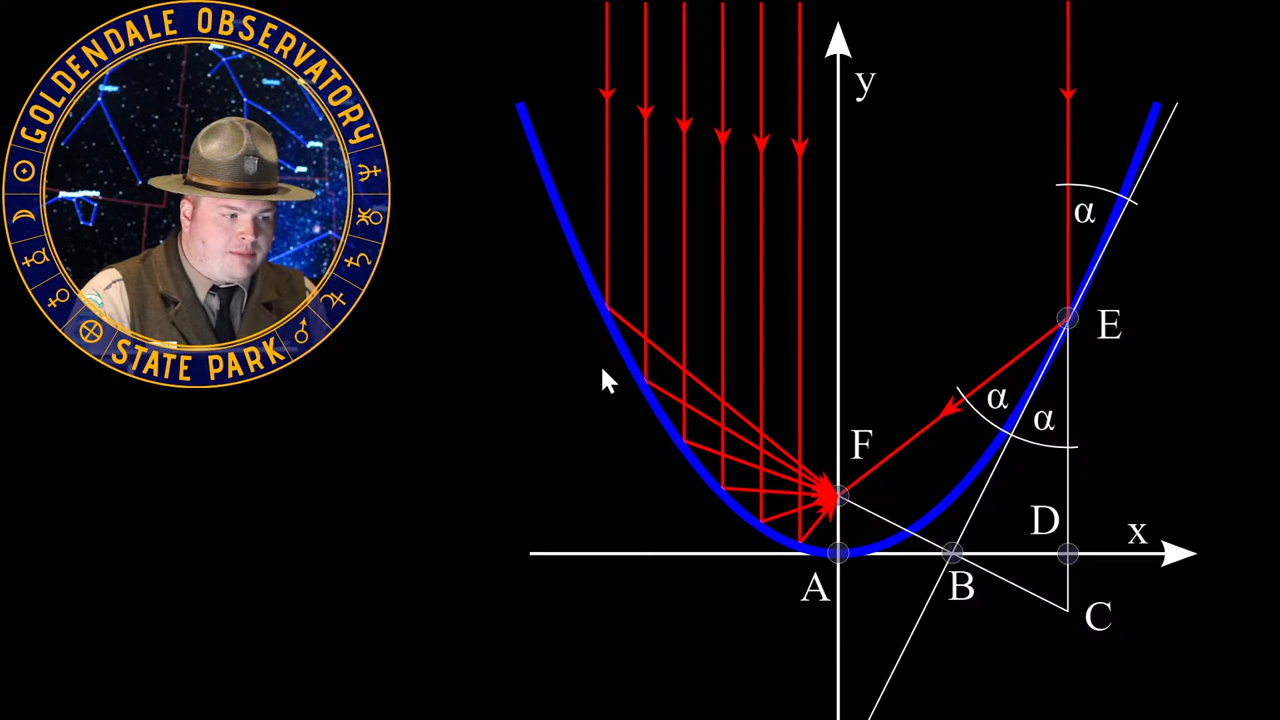 GOLDENDALE OBSERVATORY
STATE PARK
y
α
E
α
α
F
D
x
A
B
C